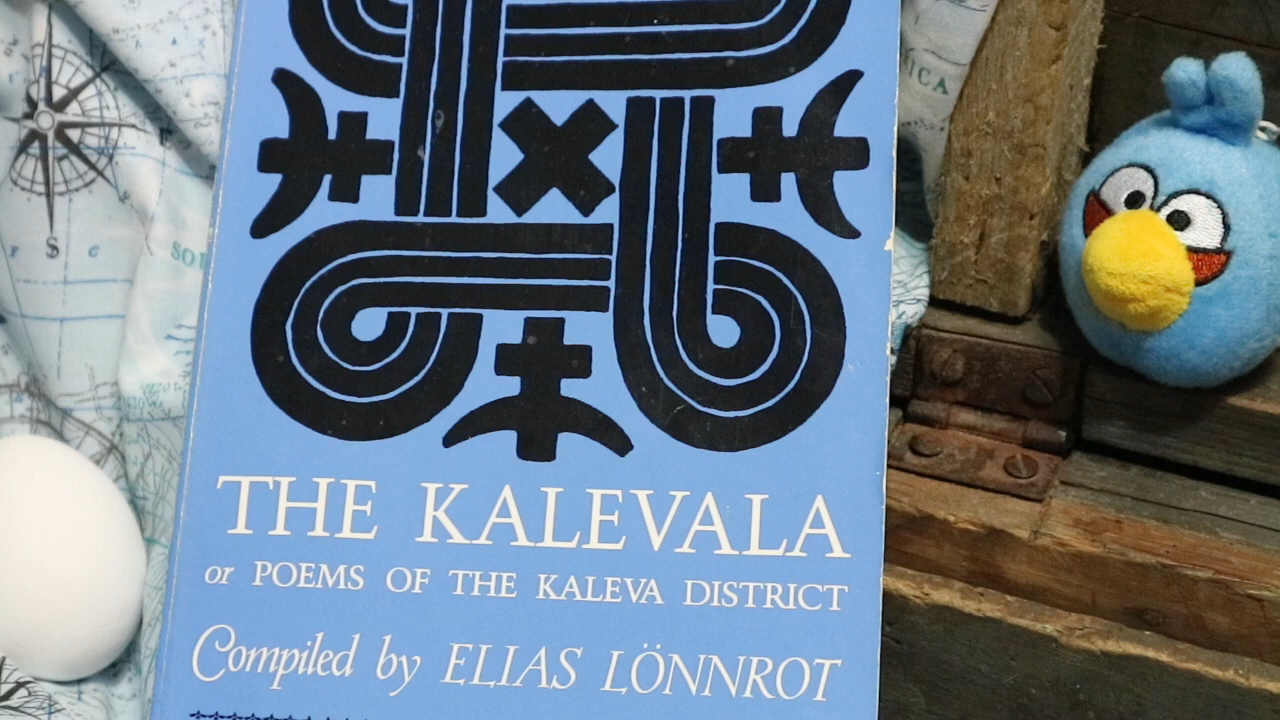 THE KALEVALA
or POEMS OF THE KALEVA DISTRICT
Compiled by ELIAS LÖNNROT
S